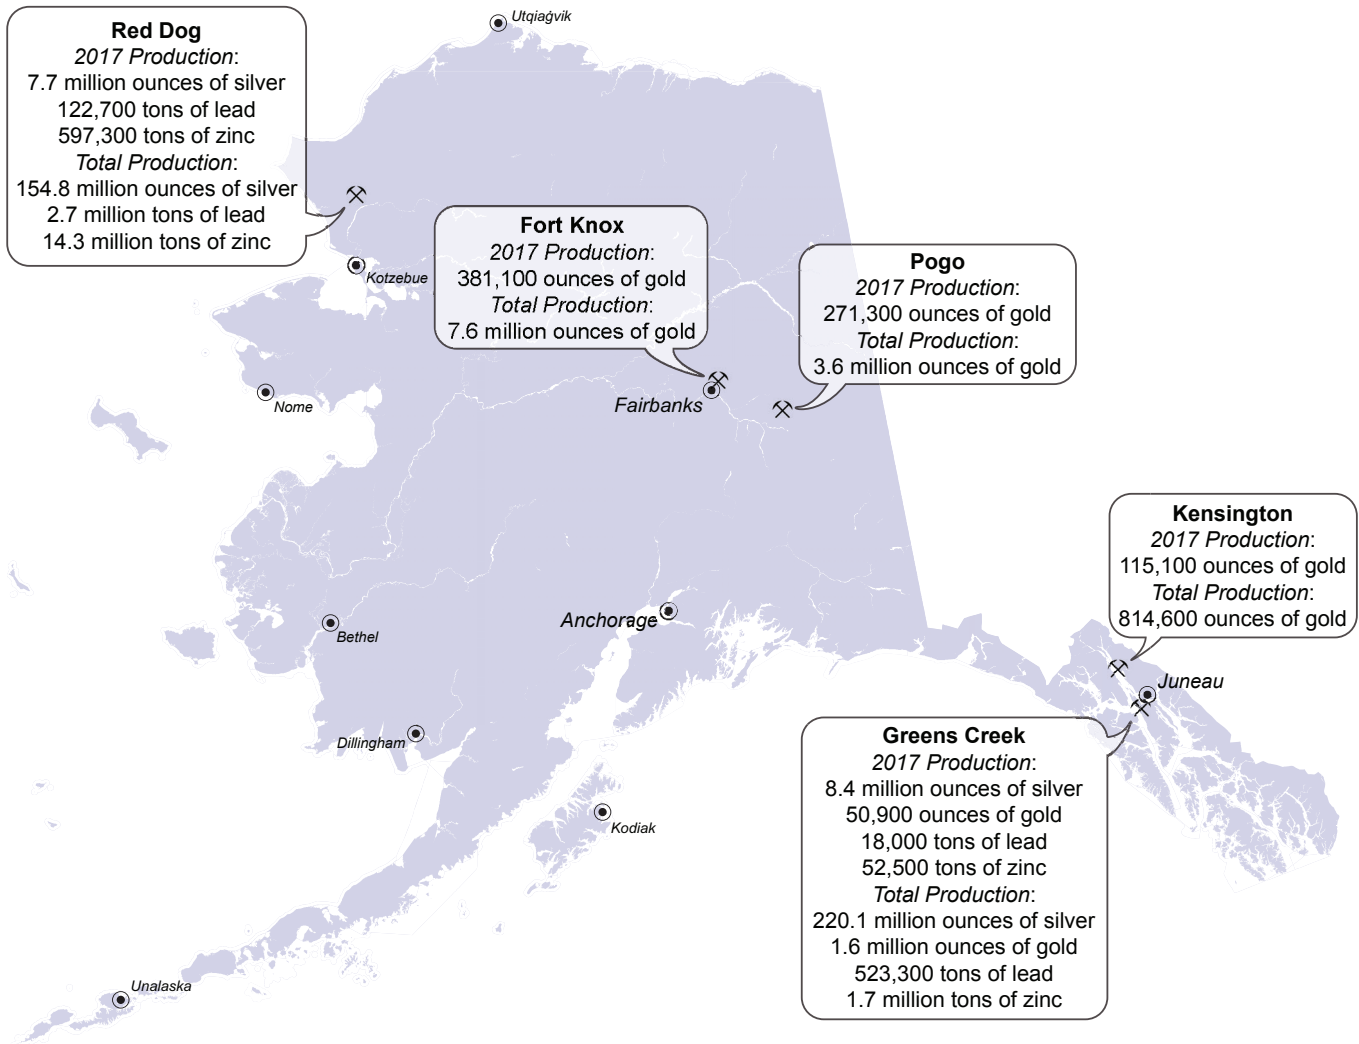 Utqiaġvik
Red Dog
2017 Production:
7.7 million ounces of silver
122,700 tons of lead
597,300 tons of zinc
Total Production:
154.8 million ounces of silver
2.7 million tons of lead
14.3 million tons of zinc
Kotzebue
Fort Knox
2017 Production:
381,100 ounces of gold
Total Production:
7.6 million ounces of gold
Pogo
2017 Production:
271,300 ounces of gold
Total Production:
3.6 million ounces of gold
Fairbanks
Nome
Kensington
2017 Production:
115,100 ounces of gold
Total Production:
814,600 ounces of gold
Anchorage
Bethel
Juneau
Dillingham
Greens Creek
2017 Production:
8.4 million ounces of silver
50,900 ounces of gold
18,000 tons of lead
52,500 tons of zinc
Total Production:
220.1 million ounces of silver
1.6 million ounces of gold
523,300 tons of lead
1.7 million tons of zinc
Kodiak
Unalaska